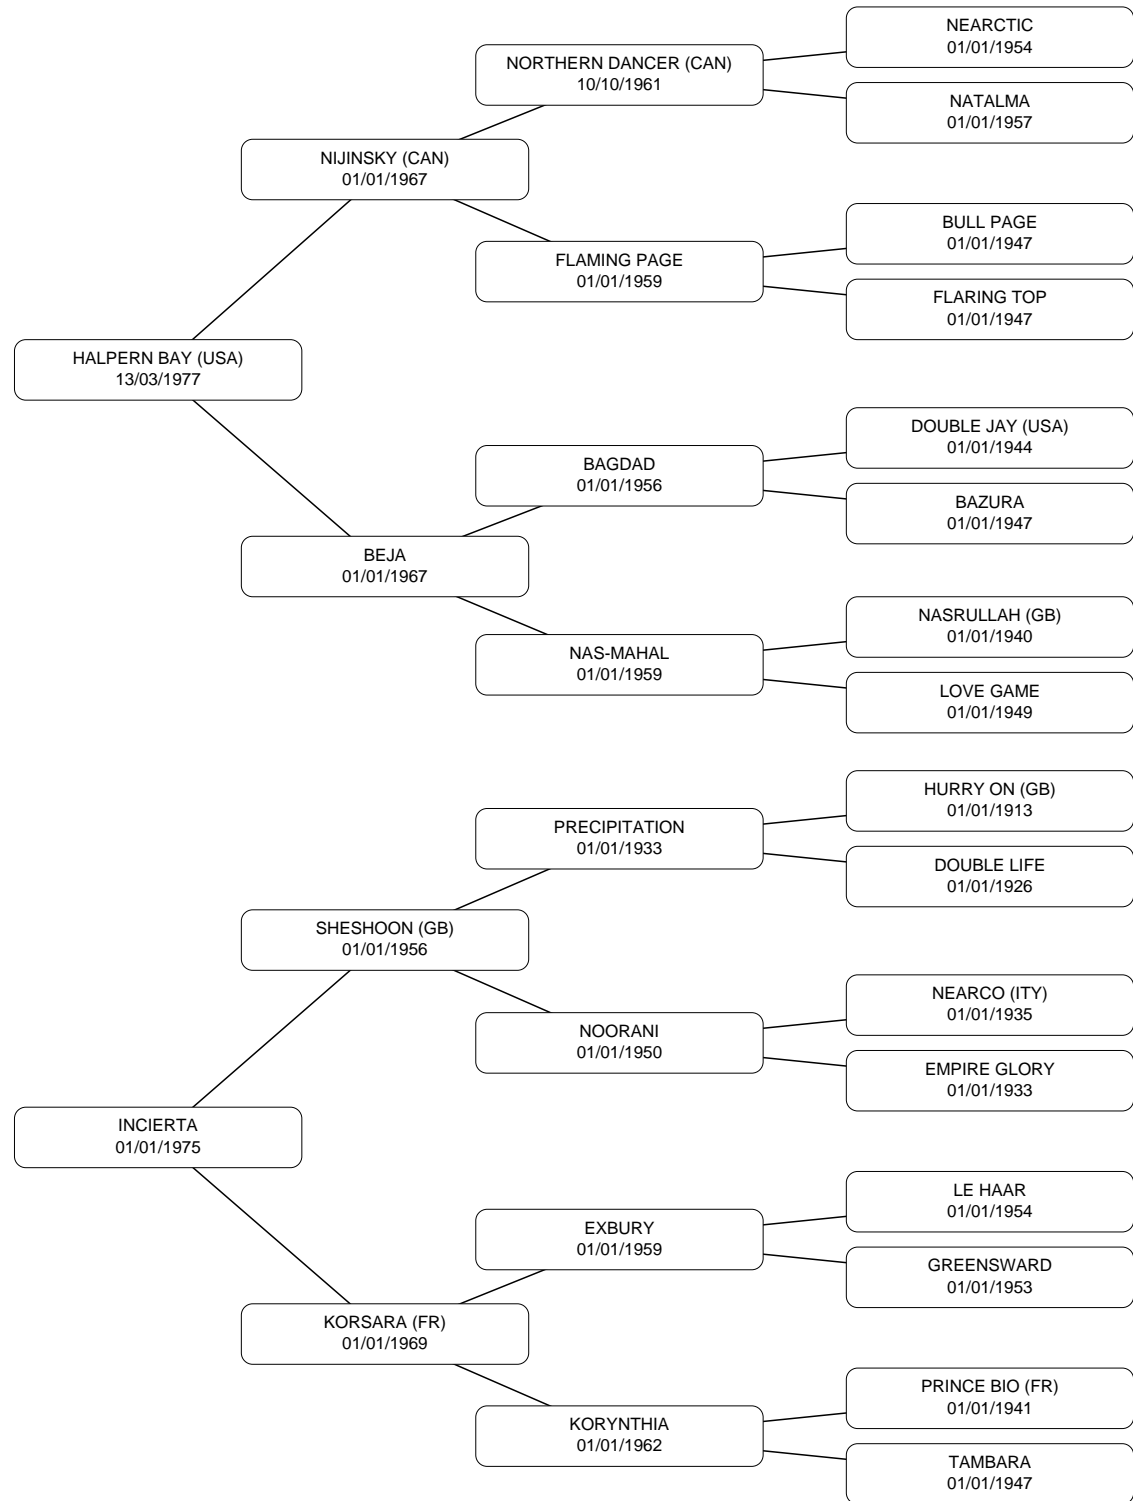 NEARCTIC
01/01/1954
NORTHERN DANCER (CAN)
10/10/1961
NATALMA
01/01/1957
NIJINSKY (CAN)
01/01/1967
BULL PAGE
01/01/1947
FLAMING PAGE
01/01/1959
FLARING TOP
01/01/1947
HALPERN BAY (USA)
13/03/1977
DOUBLE JAY (USA)
01/01/1944
BAGDAD
01/01/1956
BAZURA
01/01/1947
BEJA
01/01/1967
NASRULLAH (GB)
01/01/1940
NAS-MAHAL
01/01/1959
LOVE GAME
01/01/1949
HURRY ON (GB)
01/01/1913
PRECIPITATION
01/01/1933
DOUBLE LIFE
01/01/1926
SHESHOON (GB)
01/01/1956
NEARCO (ITY)
01/01/1935
NOORANI
01/01/1950
EMPIRE GLORY
01/01/1933
INCIERTA
01/01/1975
LE HAAR
01/01/1954
EXBURY
01/01/1959
GREENSWARD
01/01/1953
KORSARA (FR)
01/01/1969
PRINCE BIO (FR)
01/01/1941
KORYNTHIA
01/01/1962
TAMBARA
01/01/1947